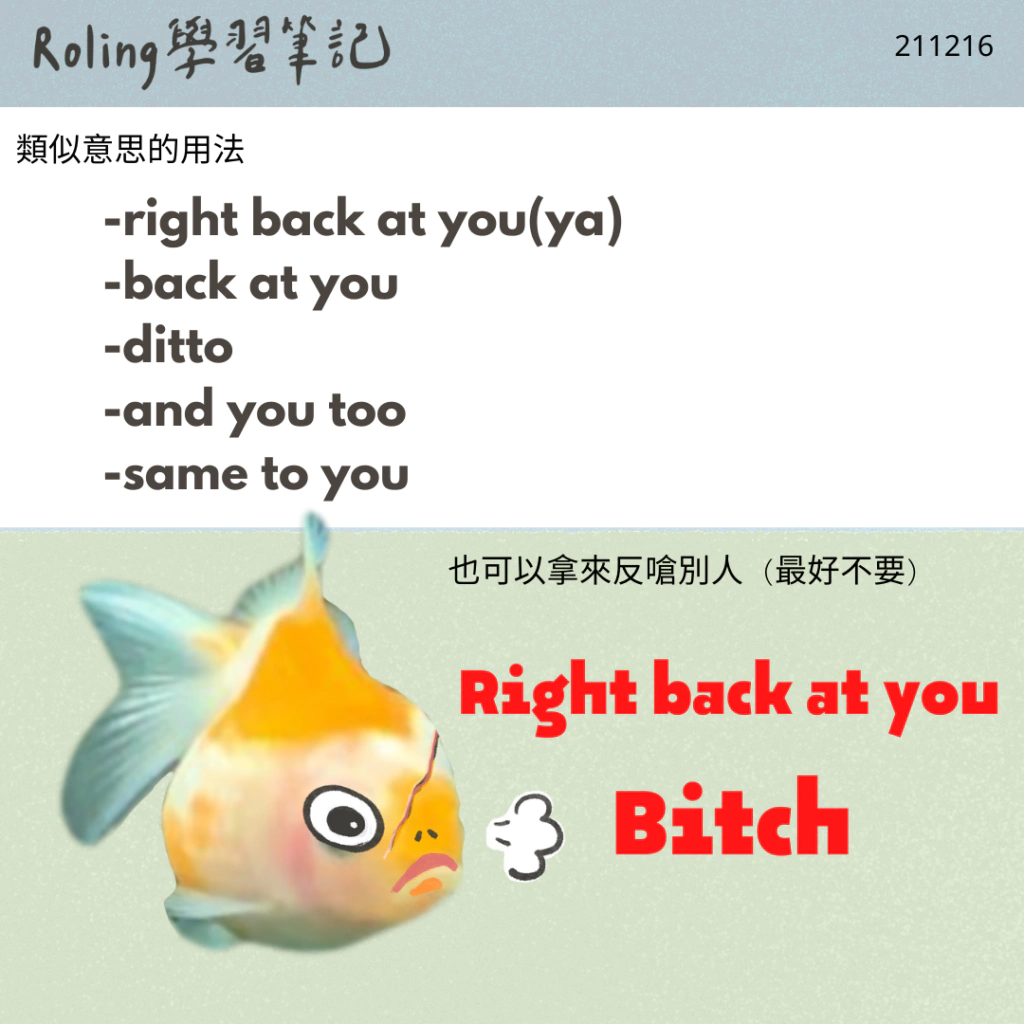 Roling學習筆記
211216
類似意思的用法
-right back at you(ya)
-back at you
-ditto
-and you too
-same to you
也可以拿來反嗆別人（最好不要）
Right back at you
Bitch